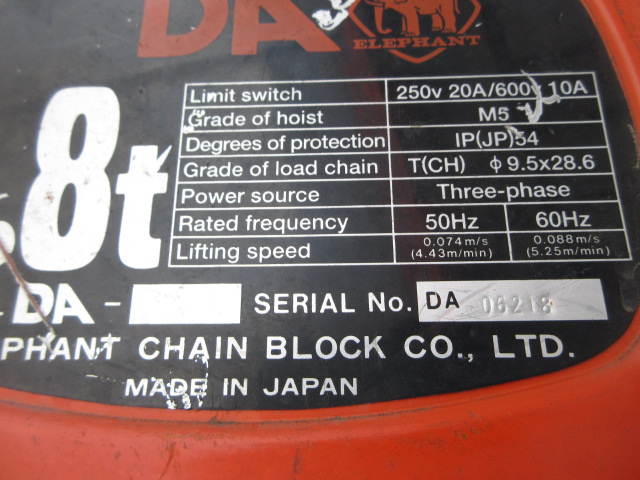 DA
ELEPHANT
8t
Limit switch 250v 20A/600v 10A
Grade of hoist M5
Degrees of protection IP(JP)54
Grade of load chain T(CH) φ9.5x28.6
Power source Three-phase
Rated frequency 50Hz 60Hz
Lifting speed 0.074m/s (4.43m/min) 0.088m/s (5.25m/min)
DA - SERIAL No. DA 06218
PHANT CHAIN BLOCK CO., LTD.
MADE IN JAPAN